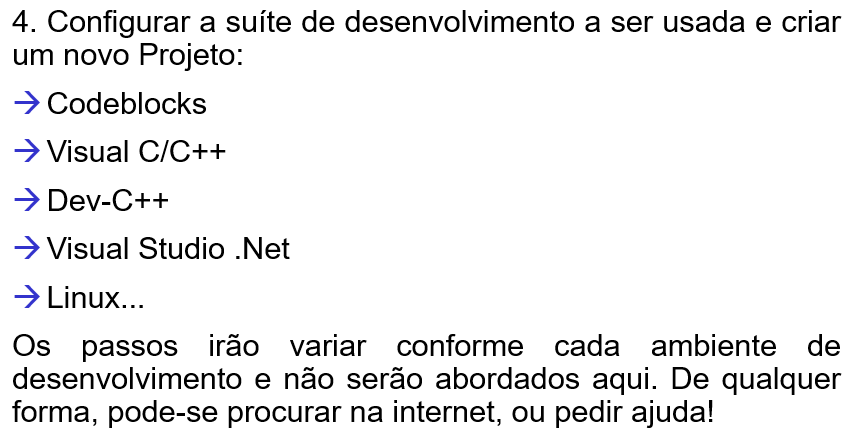 4. Configurar a suíte de desenvolvimento a ser usada e criar
um novo Projeto:
→ Codeblocks
→ Visual C/C++
→ Dev-C++
→ Visual Studio .Net
→ Linux...
Os passos irão variar conforme cada ambiente de
desenvolvimento e não serão abordados aqui. De qualquer
forma, pode-se procurar na internet, ou pedir ajuda!